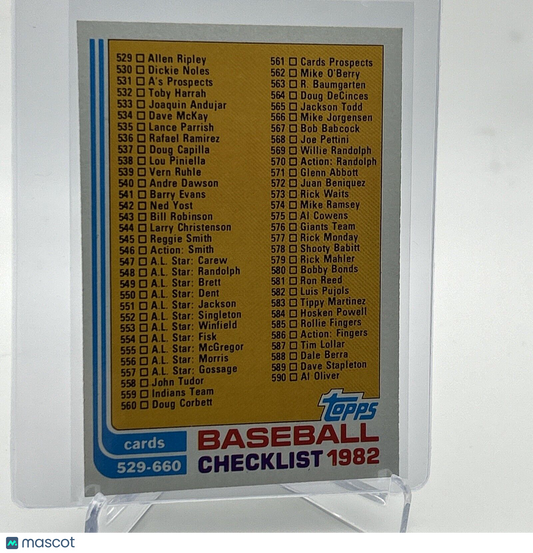 529 Allen Ripley
530 Dickie Noles
531 A's Prospects
532 Toby Harrah
533 Joaquin Andujar
534 Dave McKay
535 Lance Parrish
536 Rafael Ramirez
537 Doug Capilla
538 Lou Piniella
539 Vern Ruhle
540 Andre Dawson
541 Barry Evans
542 Ned Yost
543 Bill Robinson
544 Larry Christenson
545 Reggie Smith
546 Action: Smith
547 A.L. Star: Carew
548 A.L. Star: Randolph
549 A.L. Star: Brett
550 A.L. Star: Dent
551 A.L. Star: Jackson
552 A.L. Star: Singleton
553 A.L. Star: Winfield
554 A.L. Star: Fisk
555 A.L. Star: McGregor
556 A.L. Star: Morris
557 A.L. Star: Gossage
558 John Tudor
559 Indians Team
560 Doug Corbett
561 Cards Prospects
562 Mike O'Berry
563 R. Baumgarten
564 Doug DeCinces
565 Jackson Todd
566 Mike Jorgensen
567 Bob Babcock
568 Joe Pettini
569 Willie Randolph
570 Action: Randolph
571 Glenn Abbott
572 Juan Beniquez
573 Rick Waits
574 Mike Ramsey
575 Al Cowens
576 Giants Team
577 Rick Monday
578 Shooty Babitt
579 Rick Mahler
580 Bobby Bonds
581 Ron Reed
582 Luis Pujols
583 Tippy Martinez
584 Hosken Powell
585 Rollie Fingers
586 Action: Fingers
587 Tim Lollar
588 Dale Berra
589 Dave Stapleton
590 Al Oliver
topps
cards
529-660
BASEBALL
CHECKLIST 1982
mascot